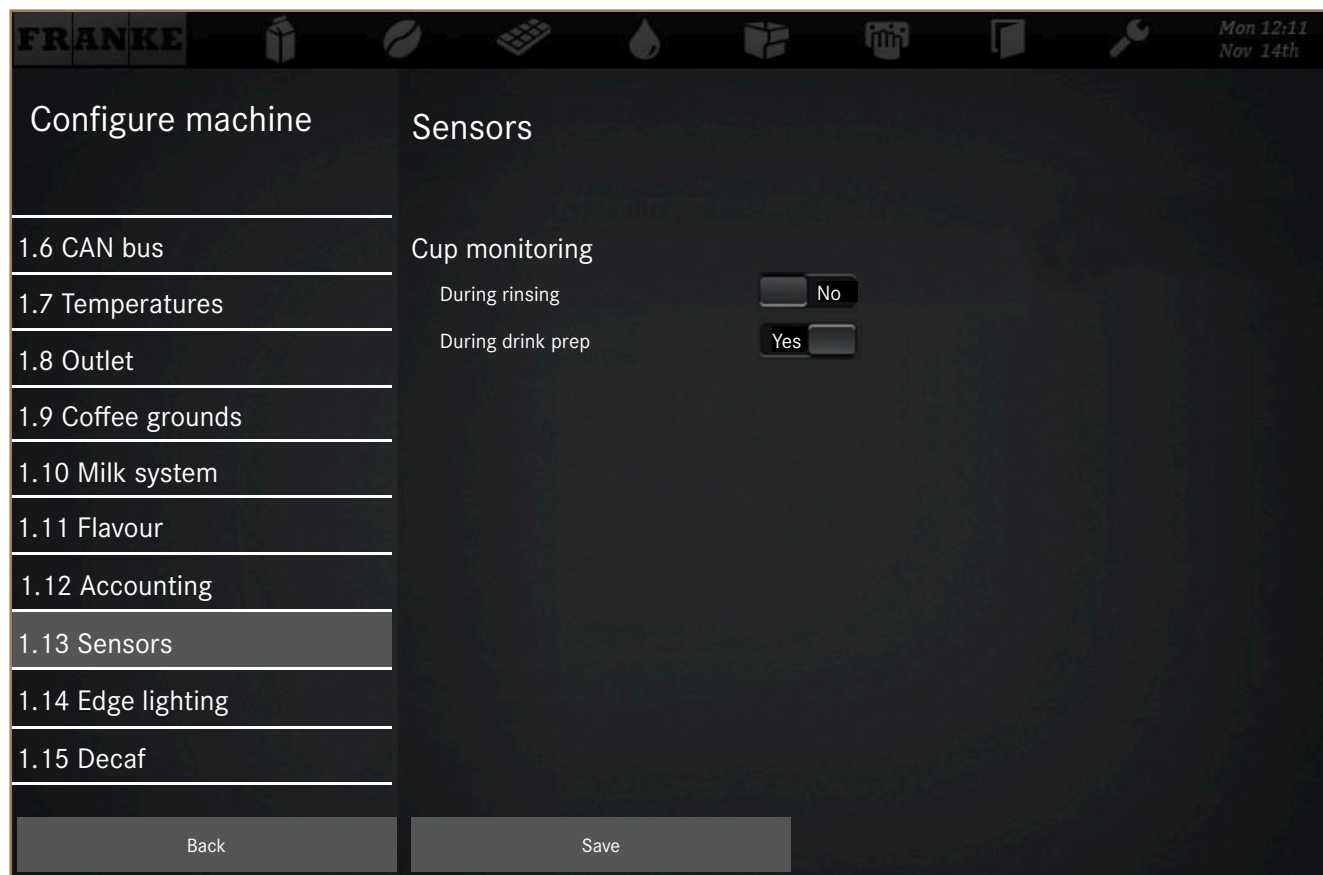 FRANKE
Mon 12:11
Nov 14th
Configure machine
1.6 CAN bus
1.7 Temperatures
1.8 Outlet
1.9 Coffee grounds
1.10 Milk system
1.11 Flavour
1.12 Accounting
1.13 Sensors
1.14 Edge lighting
1.15 Decaf
Back
Sensors
Cup monitoring
During rinsing No
During drink prep Yes
Save